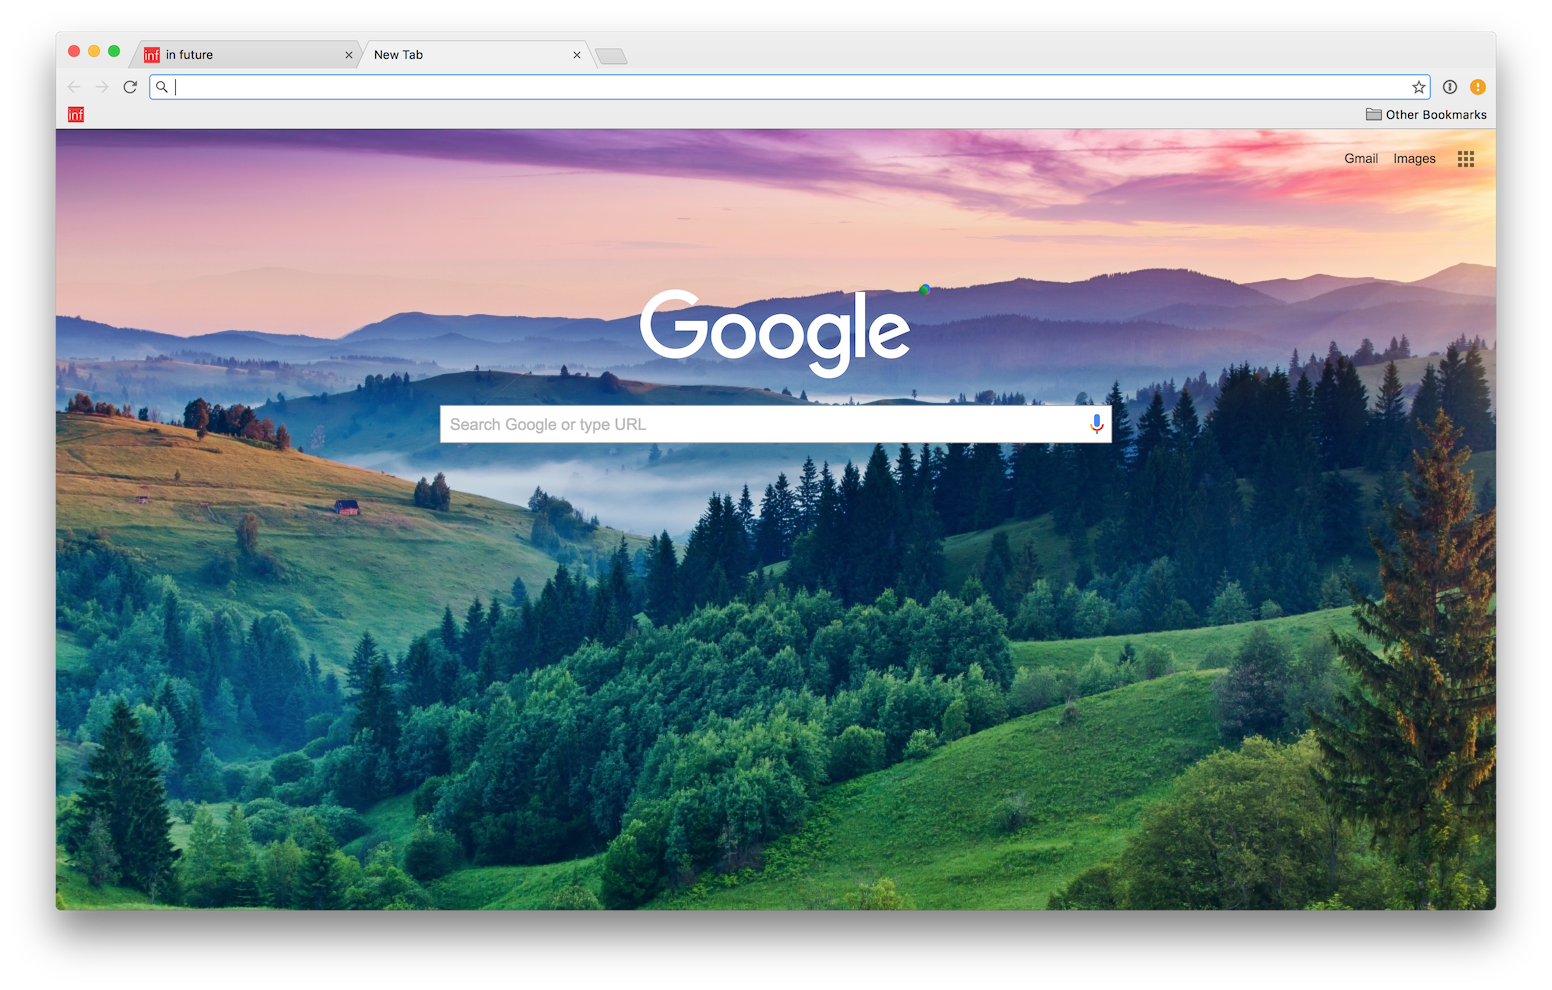 inf in future
New Tab
inf
Other Bookmarks
Gmail Images
Google
Search Google or type URL